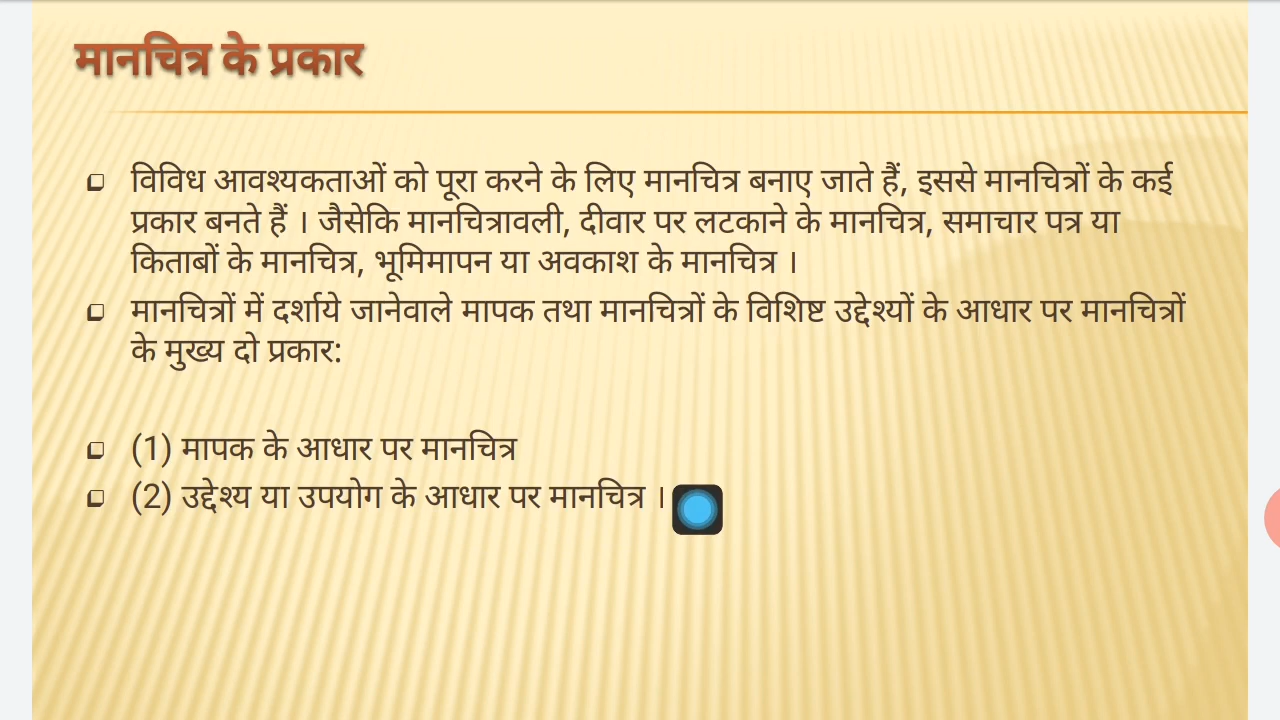 मानचित्र के प्रकार
विविध आवश्यकताओं को पूरा करने के लिए मानचित्र बनाए जाते हैं, इससे मानचित्रों के कई
प्रकार बनते हैं । जैसेकि मानचित्रावली, दीवार पर लटकाने के मानचित्र, समाचार पत्र या
किताबों के मानचित्र, भूमिमापन या अवकाश के मानचित्र ।
मानचित्रों में दर्शाये जानेवाले मापक तथा मानचित्रों के विशिष्ट उद्देश्यों के आधार पर मानचित्रों
के मुख्य दो प्रकार:
(1) मापक के आधार पर मानचित्र
(2) उद्देश्य या उपयोग के आधार पर मानचित्र ।